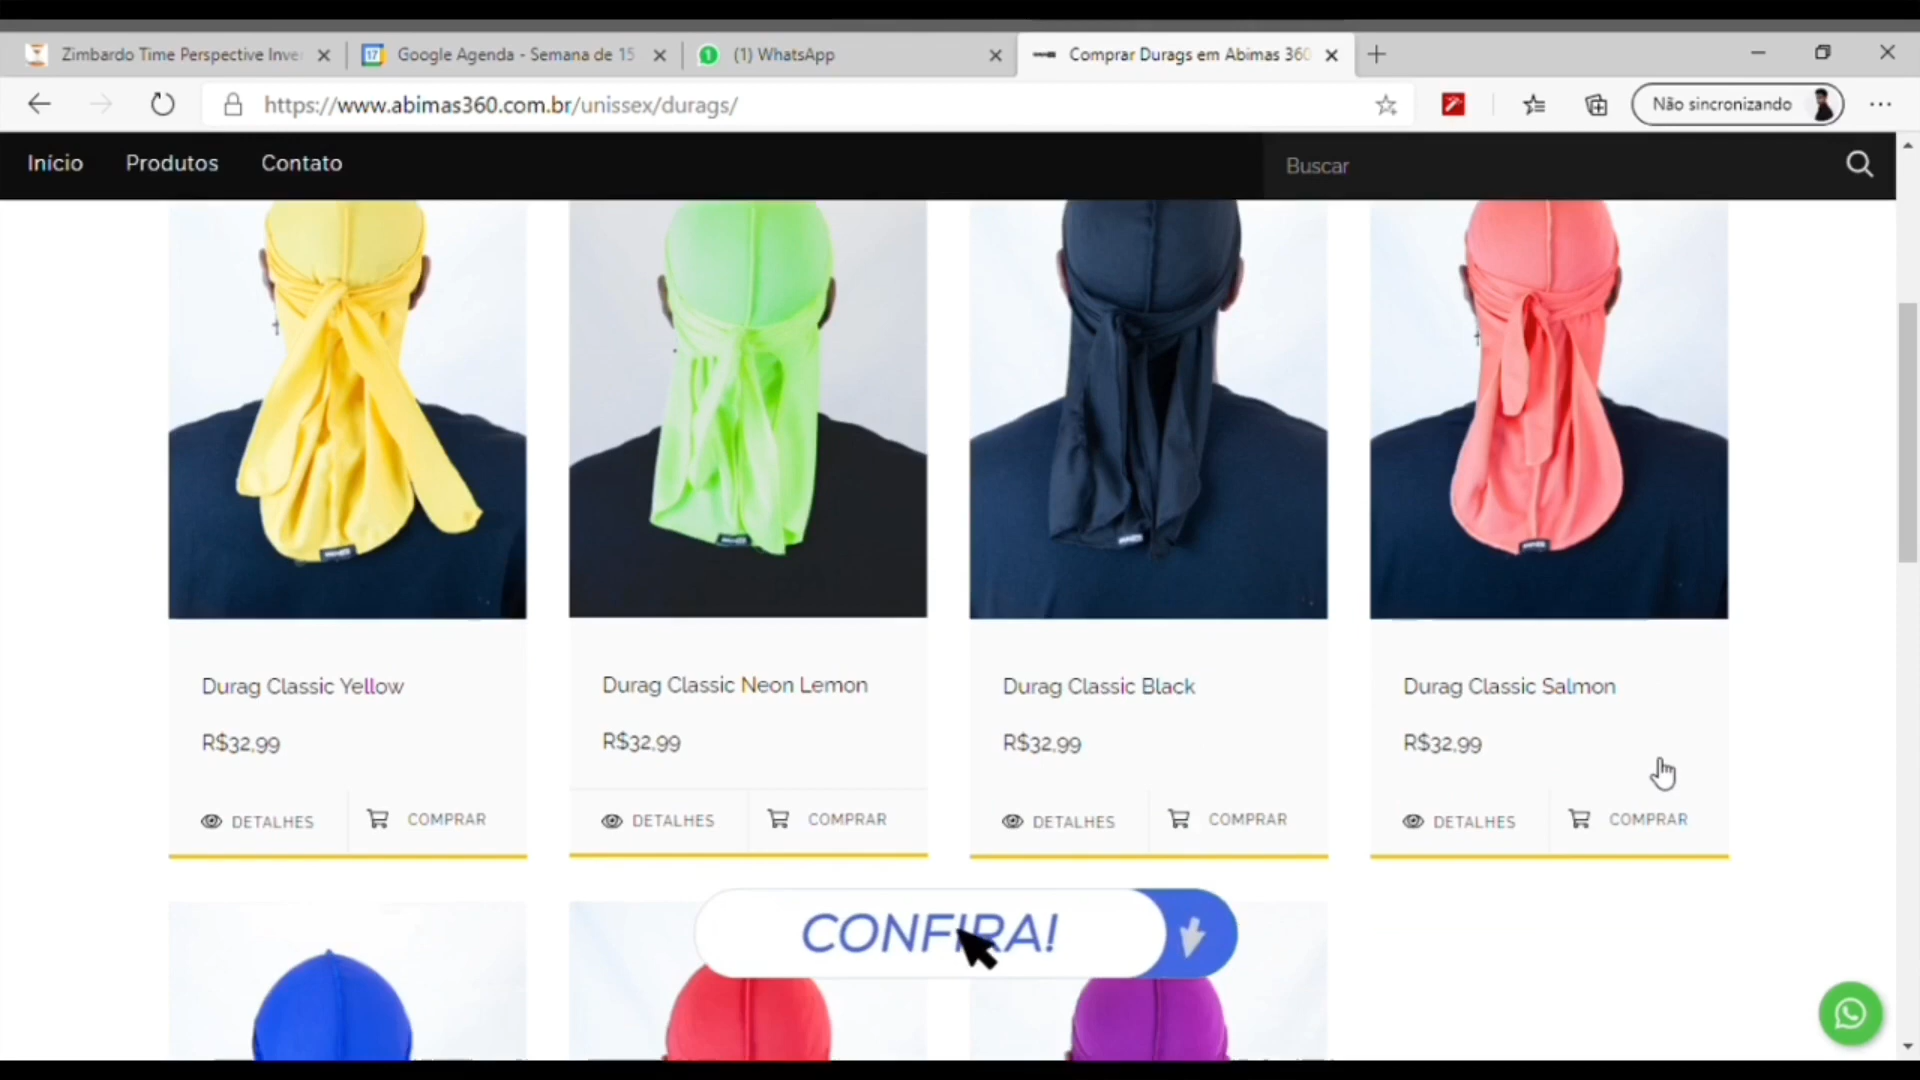 Zimbardo Time Perspective Inve
17
Google Agenda - Semana de 15
1
(1) WhatsApp
Comprar Durags em Abimas 360
https://www.abimas360.com.br/unissex/durags/
Não sincronizando
Início
Produtos
Contato
Buscar
Durag Classic Yellow
Durag Classic Neon Lemon
Durag Classic Black
Durag Classic Salmon
R$32,99
R$32,99
R$32,99
R$32,99
DETALHES
COMPRAR
DETALHES
COMPRAR
DETALHES
COMPRAR
DETALHES
COMPRAR
CONFIRA!